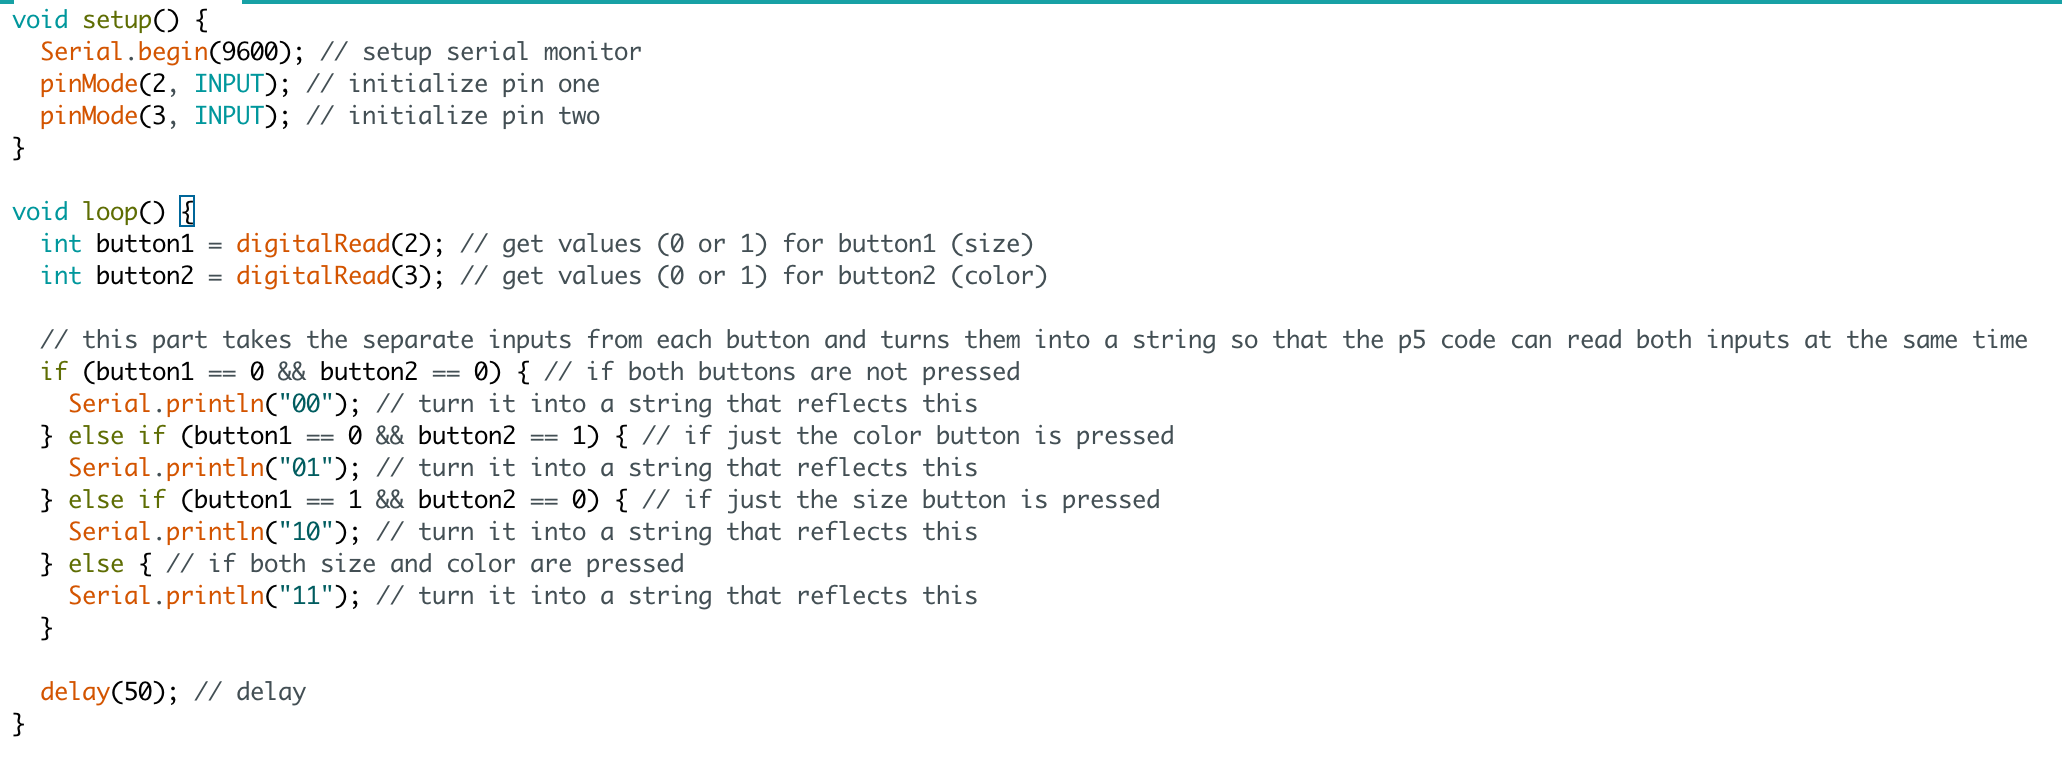 void setup() {
  Serial.begin(9600); // setup serial monitor
  pinMode(2, INPUT); // initialize pin one
  pinMode(3, INPUT); // initialize pin two
}

void loop() {
  int button1 = digitalRead(2); // get values (0 or 1) for button1 (size)
  int button2 = digitalRead(3); // get values (0 or 1) for button2 (color)

  // this part takes the separate inputs from each button and turns them into a string so that the p5 code can read both inputs at the same time
  if (button1 == 0 && button2 == 0) { // if both buttons are not pressed
    Serial.println("00"); // turn it into a string that reflects this
  } else if (button1 == 0 && button2 == 1) { // if just the color button is pressed
    Serial.println("01"); // turn it into a string that reflects this
  } else if (button1 == 1 && button2 == 0) { // if just the size button is pressed
    Serial.println("10"); // turn it into a string that reflects this
  } else { // if both size and color are pressed
    Serial.println("11"); // turn it into a string that reflects this
  }

  delay(50); // delay
}